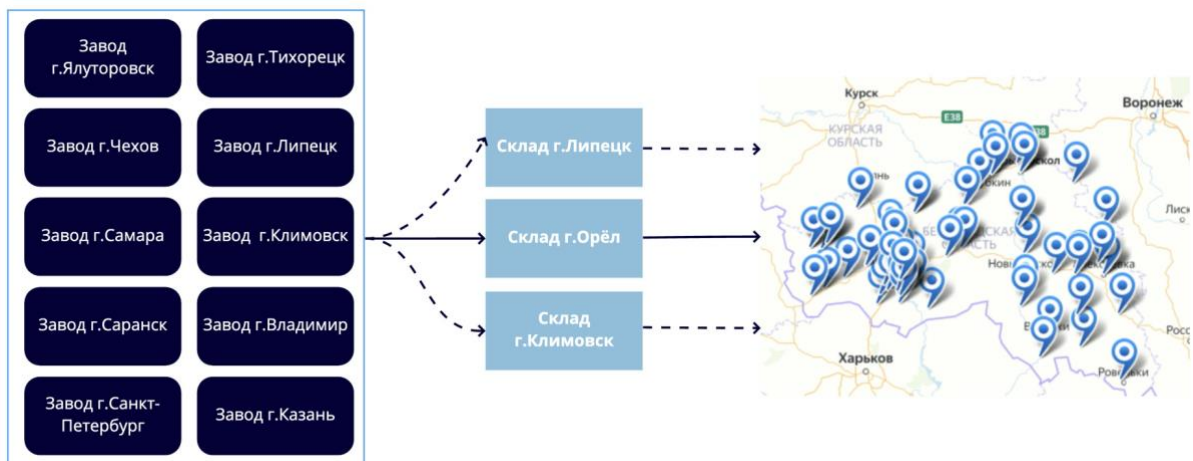 Завод
г.Ялуторовск
Завод г.Тихорецк
Завод г.Чехов
Завод г.Липецк
Завод г.Самара
Завод г.Климовск
Завод г.Саранск
Завод г.Владимир
Завод г.Санкт-
Петербург
Завод г.Казань
Склад г.Липецк
Склад г.Орёл
Склад
г.Климовск
Курск
Воронеж
E38
КУРСКАЯ
ОБЛАСТЬ
Харьков